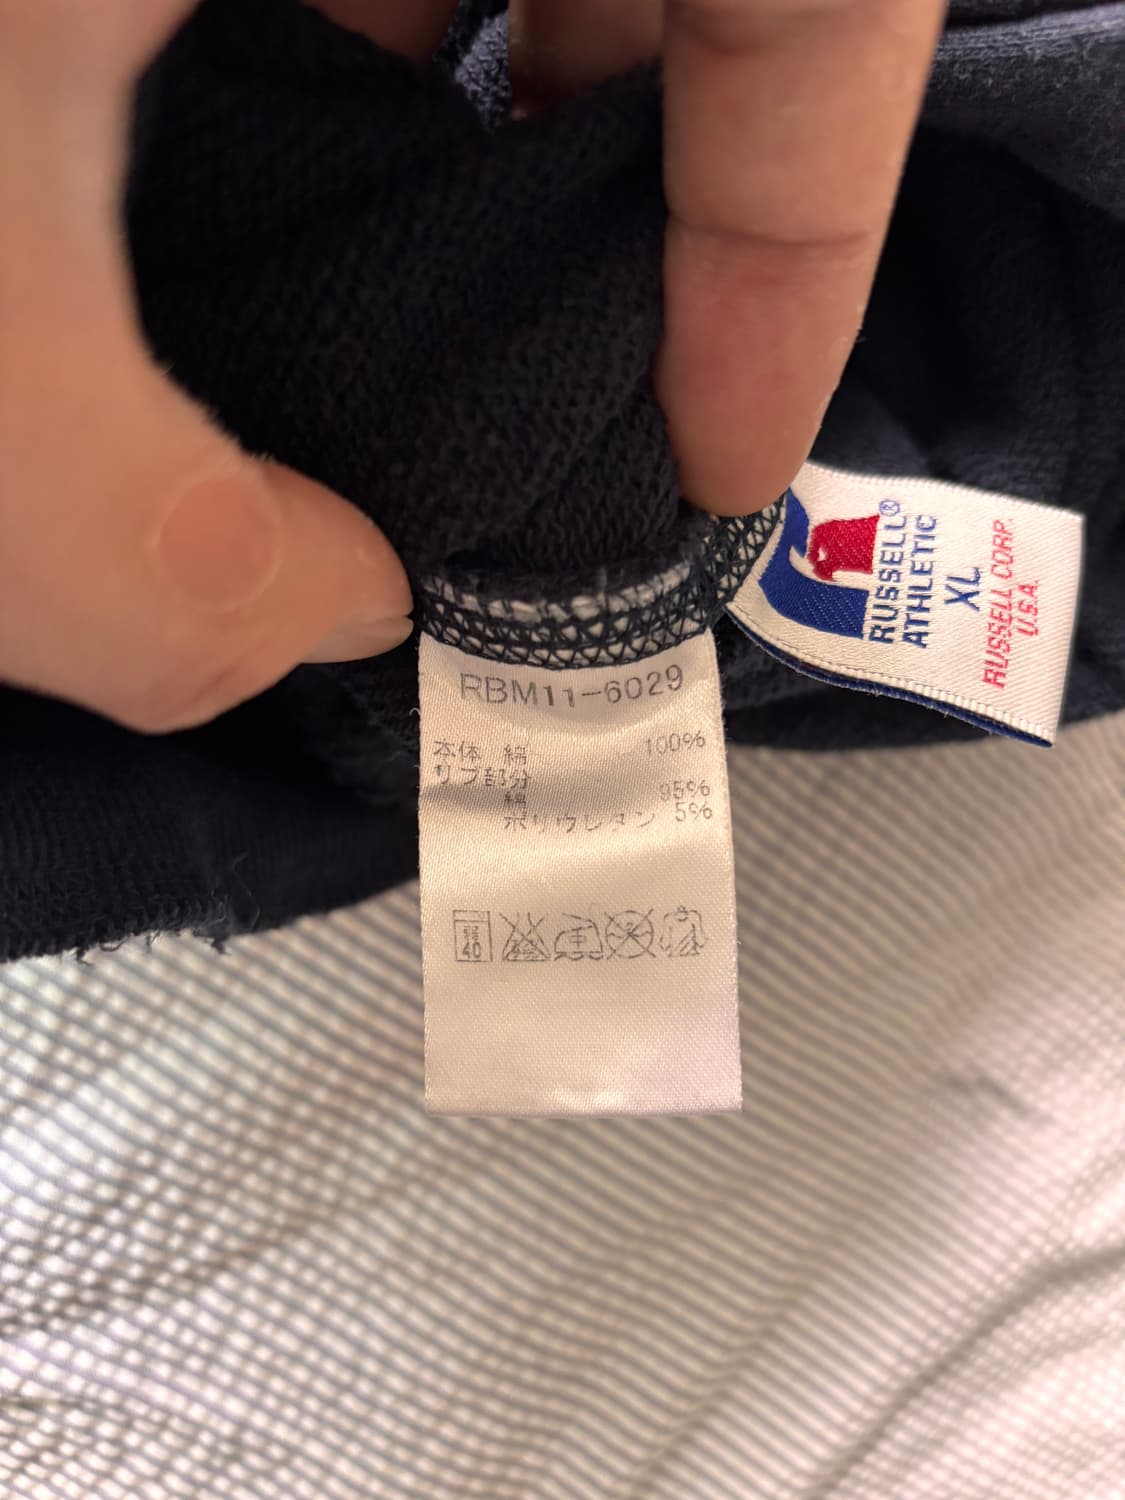 RBM11-6029
本体 綿 100%
リブ部分
綿 95%
ポリウレタン 5%
40
RUSSELL®
ATHLETIC
XL
RUSSELL CORP.
U.S.A.